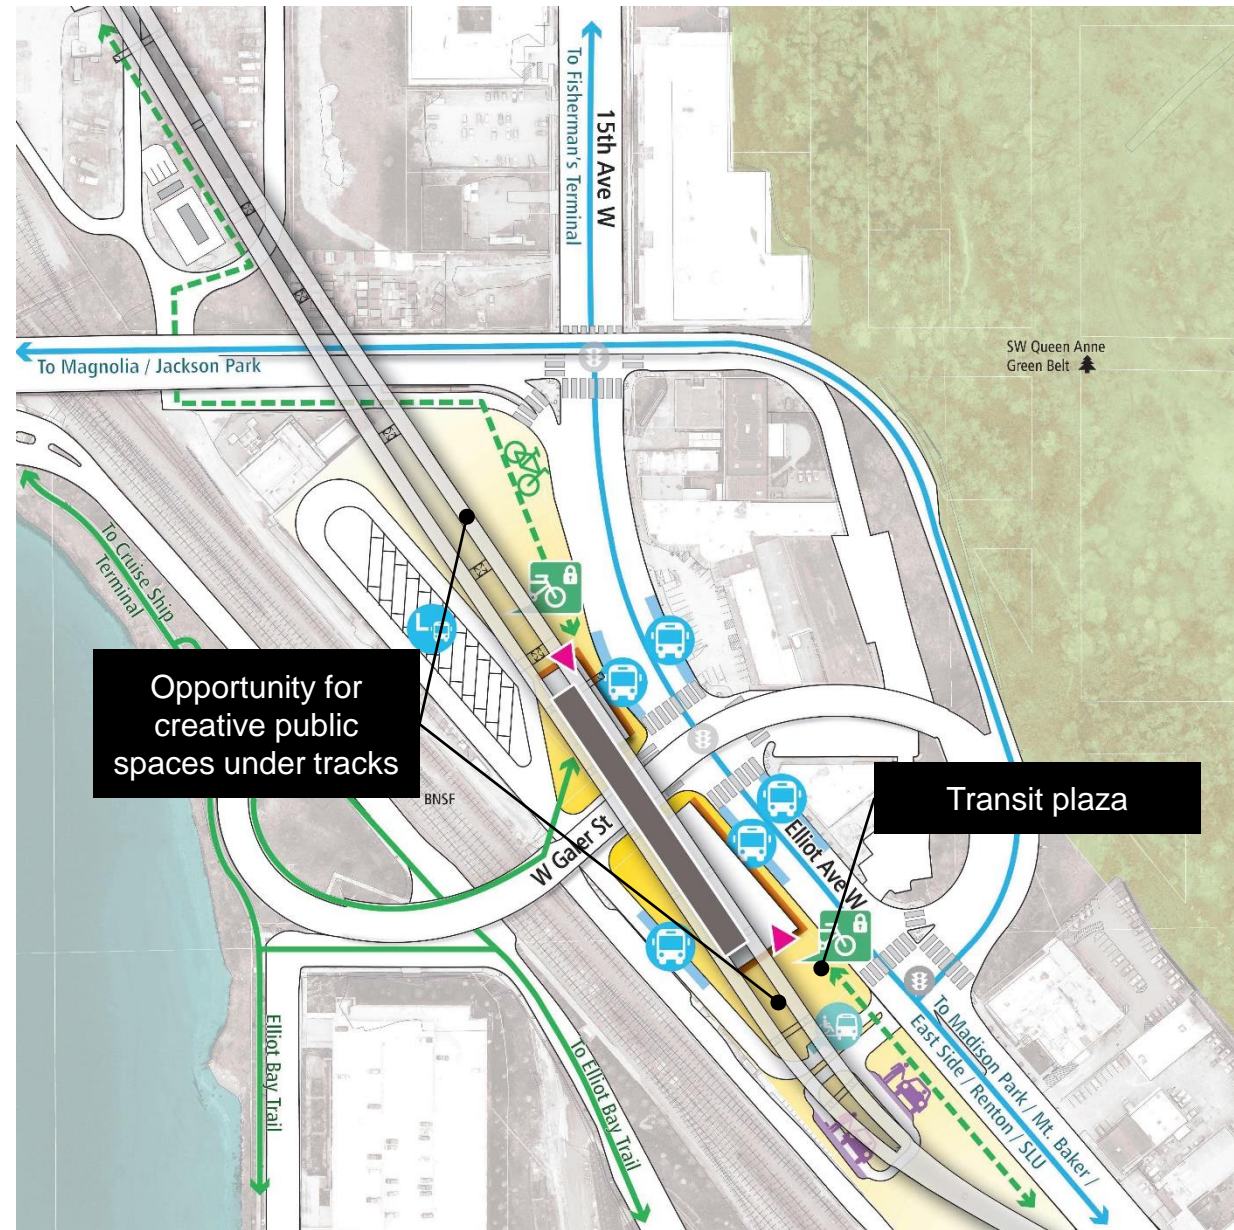 To Fisherman's Terminal
15th Ave W
SW Queen Anne
Green Belt
To Magnolia / Jackson Park
To Cruise Ship
Terminal
Opportunity for
creative public
spaces under tracks
BNSF
Transit plaza
W Galer St
Elliot Ave W
Elliot Bay Trail
To Elliot Bay Trail
To Madison Park / Mt. Baker /
East Side / Renton / SLU